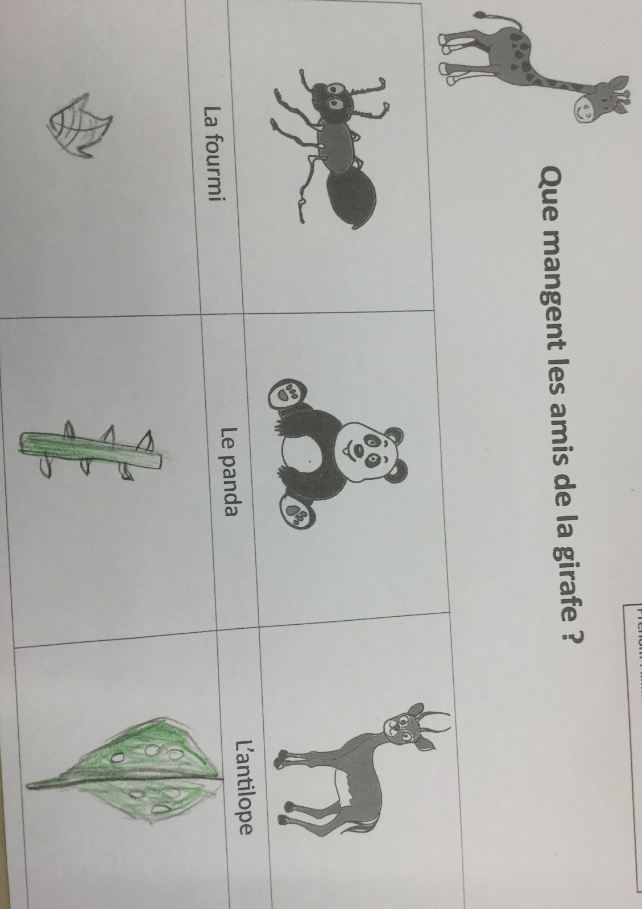 Que mangent les amis de la girafe ?
La fourmi
Le panda
L'antilope